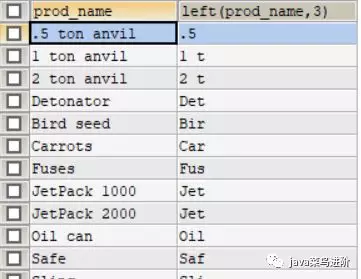 prod_name left(prod_name,3)
.5 ton anvil .5
1 ton anvil 1 t
2 ton anvil 2 t
Detonator Det
Bird seed Bir
Carrots Car
Fuses Fus
JetPack 1000 Jet
JetPack 2000 Jet
Oil can Oil
Safe Saf
java菜鸟进阶